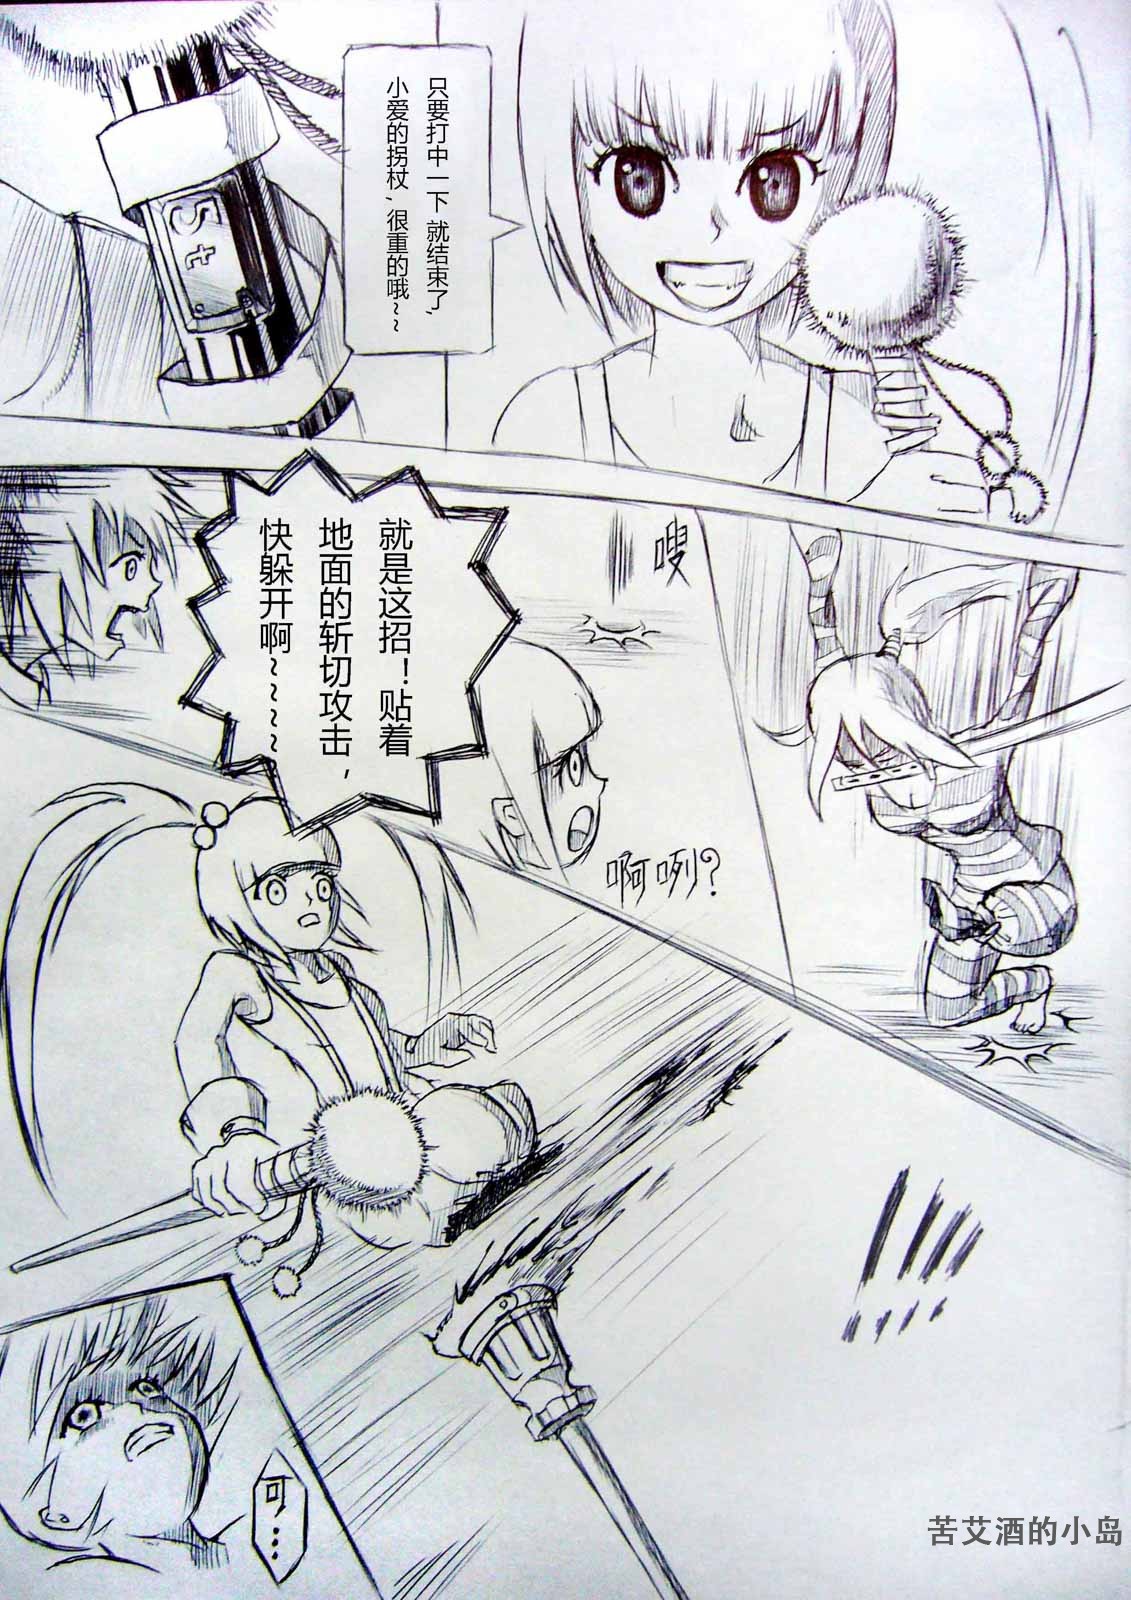 只要打中一下 就结束了,
小爱的拐杖，很重的哦~~
St
嗖
就是这招！贴着
地面的斩切攻击，
快躲开啊~~~~
啊咧?
!!!!
可…
苦艾酒的小岛